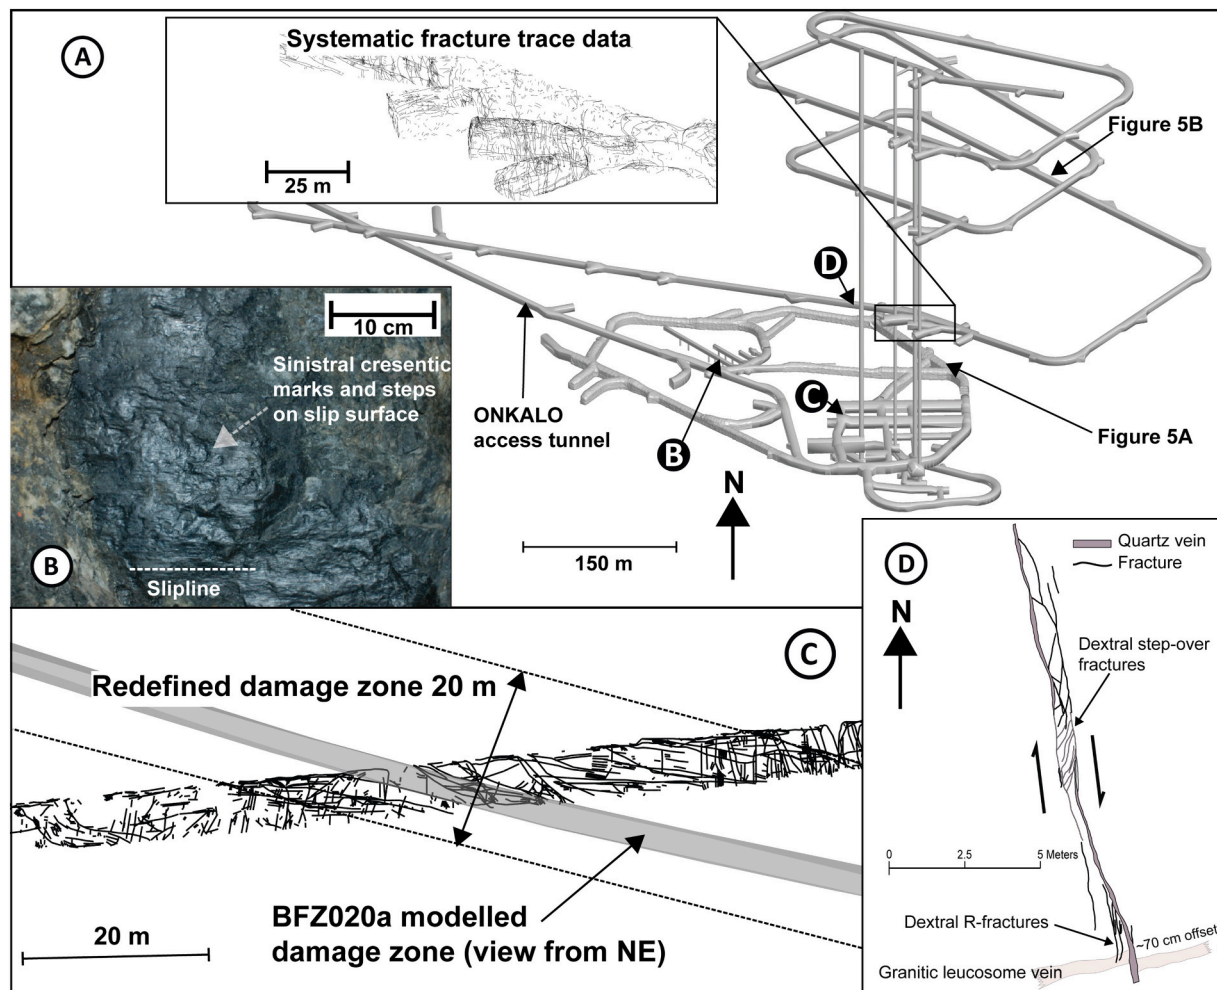 A
Systematic fracture trace data
25 m
Figure 5B
D
B
C
ONKALO
access tunnel
Figure 5A
N
150 m
10 cm
Sinistral cresentic
marks and steps
on slip surface
B
Slipline
C
Redefined damage zone 20 m
BFZ020a modelled
damage zone (view from NE)
20 m
D
Quartz vein
Fracture
N
Dextral step-over
fractures
0 2.5 5 Meters
Dextral R-fractures
~70 cm offset
Granitic leucosome vein